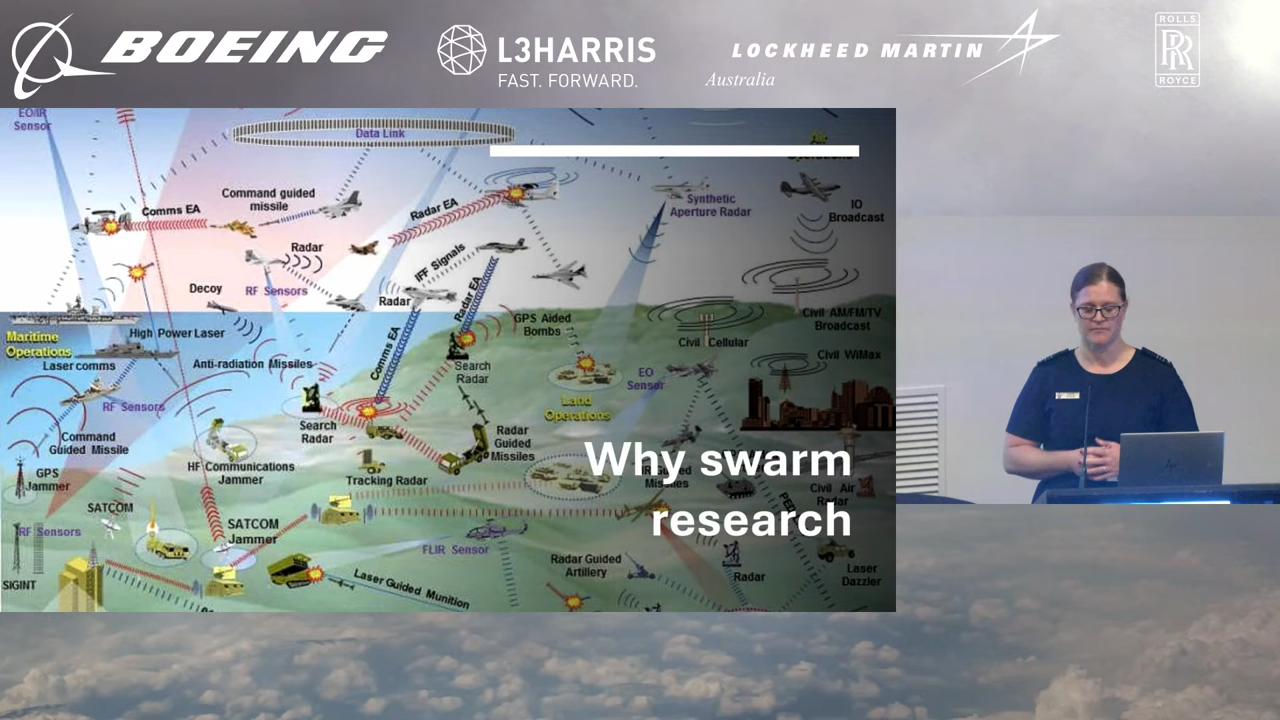 BOEING
L3HARRIS
FAST. FORWARD.
LOCKHEED MARTIN
Australia
ROLLS
RR
ROYCE
EO/IR
Sensor
Data Link
Command guided
missile
Comms EA
Radar EA
Synthetic
Aperture Radar
IO
Broadcast
Radar
IFF Signals
Decoy
RF Sensors
Radar
Radar EA
Maritime
Operations
High Power Laser
GPS Aided
Bombs
Civil AM/FM/TV
Broadcast
Civil Cellular
Laser comms
Anti-radiation Missiles
Comms EA
Search
Radar
EO
Sensor
Civil WiMax
RF Sensors
Land
Operations
Search
Radar
Command
Guided Missile
Radar
Guided
Missiles
GPS
Jammer
HF Communications
Jammer
Tracking Radar
Why swarm
research
Missiles
Civil Air
Radar
SATCOM
SATCOM
Jammer
RF Sensors
FLIR Sensor
SIGINT
Laser Guided Munition
Radar Guided
Artillery
Radar
Laser
Dazzler